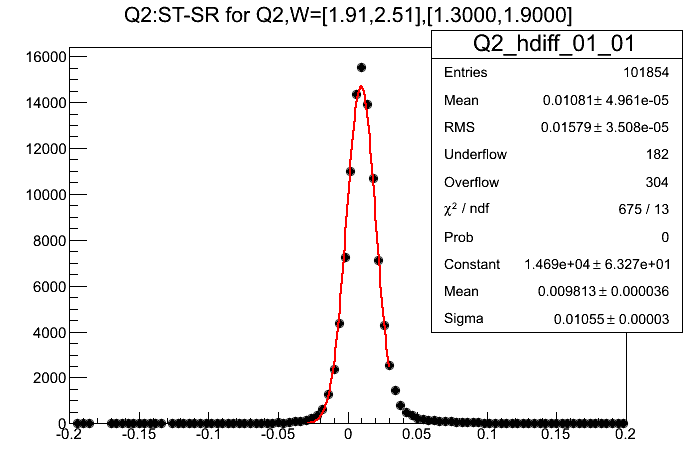 Q2:ST-SR for Q2,W=[1.91,2.51],[1.3000,1.9000]
Q2_hdiff_01_01
Entries 101854
Mean 0.01081± 4.961e-05
RMS 0.01579± 3.508e-05
Underflow 182
Overflow 304
χ² / ndf 675 / 13
Prob 0
Constant 1.469e+04± 6.327e+01
Mean 0.009813± 0.000036
Sigma 0.01055± 0.00003
16000
14000
12000
10000
8000
6000
4000
2000
0
-0.2 -0.15 -0.1 -0.05 0 0.05 0.1 0.15 0.2